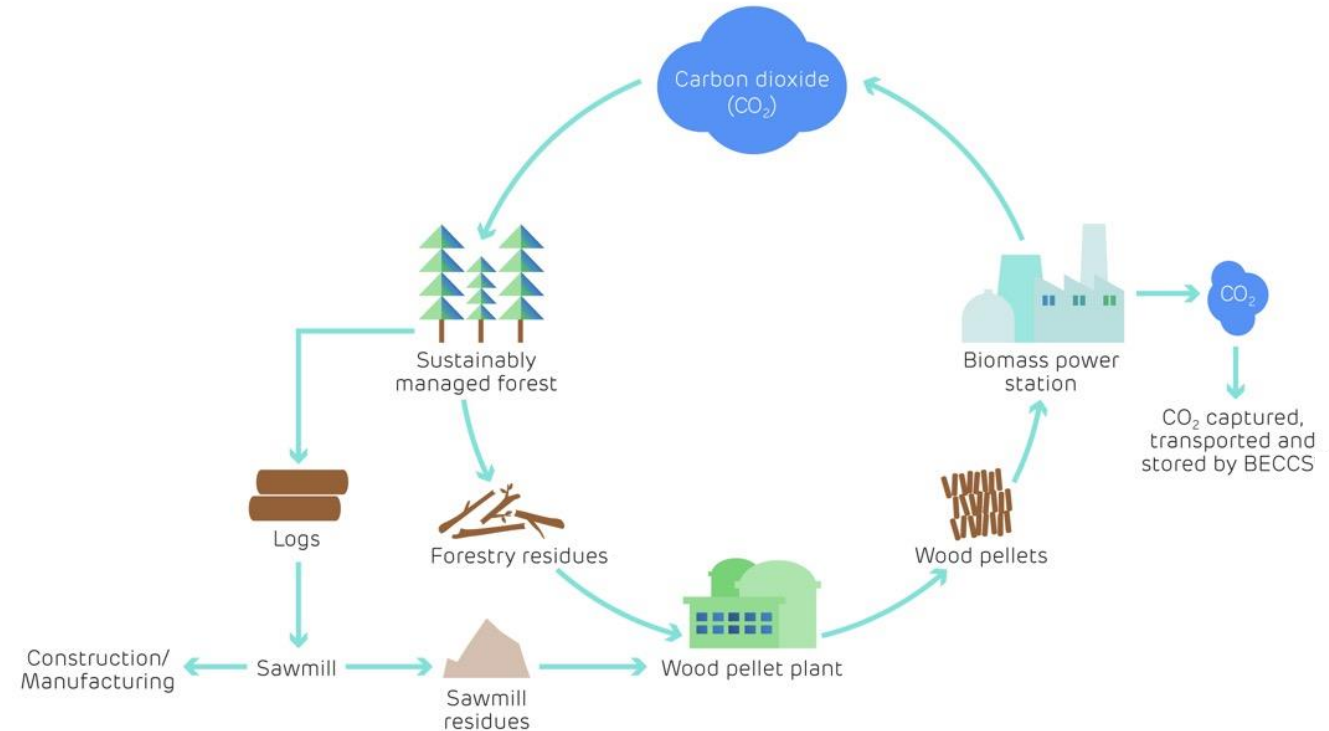 Carbon dioxide
(CO₂)
Sustainably
managed forest
Biomass power
station
CO₂
CO₂ captured,
transported and
stored by BECCS
Logs
Forestry residues
Wood pellets
Construction/
Manufacturing
Sawmill
Sawmill
residues
Wood pellet plant